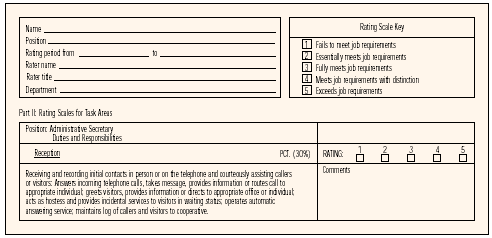 Name
Position
Rating period from to
Rater name
Rater title
Department
Rating Scale Key
1 Fails to meet job requirements
2 Essentially meets job requirements
3 Fully meets job requirements
4 Meets job requirements with distinction
5 Exceeds job requirements
Part II: Rating Scales for Task Areas
Position: Administrative Secretary
Duties and Responsibilities
Reception PCT. (30%) RATING: 1 2 3 4 5
Receiving and recording initial contacts in person or on the telephone and courteously assisting callers
or visitors: Answers incoming telephone calls, takes message, provides information or routes call to
appropriate individual; greets visitors, provides information or directs to appropriate office or individual;
acts as hostess and provides incidental services to visitors in waiting status; operates automatic
answering service; maintains log of callers and visitors to cooperative.
Comments